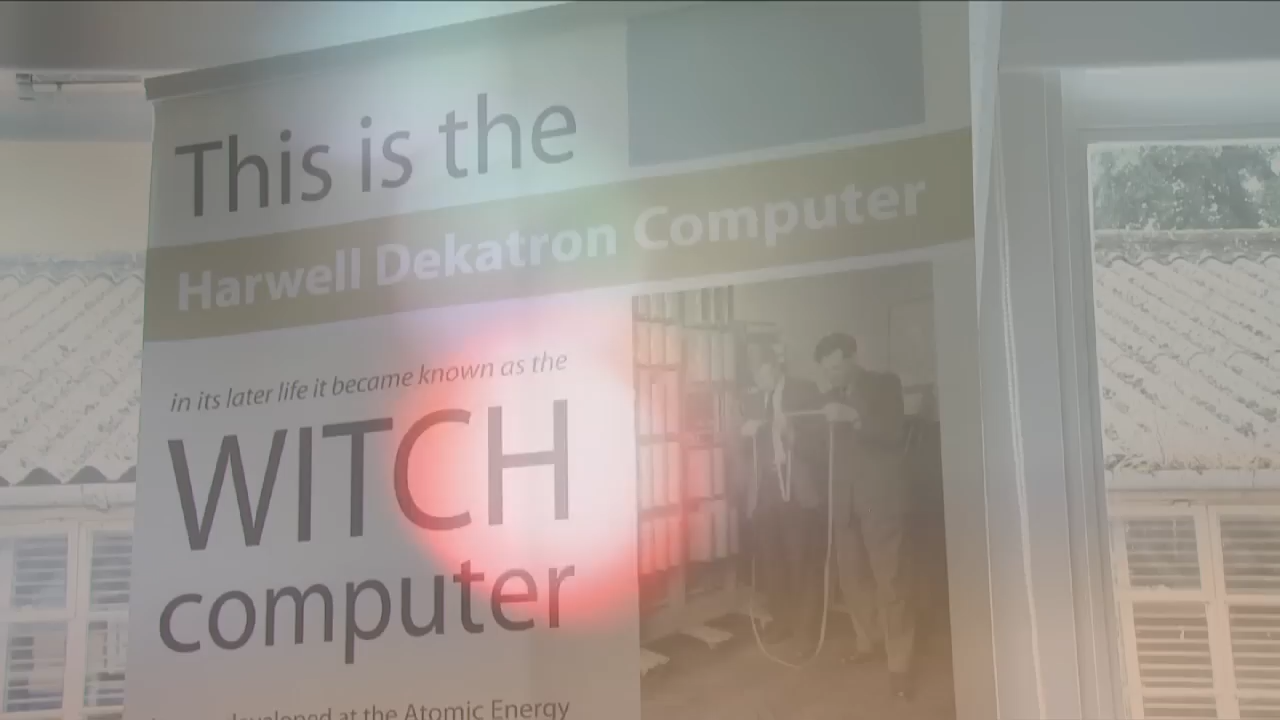 This is the
Harwell Dekatron Computer
in its later life it became known as the
WITCH
computer
developed at the Atomic Energy